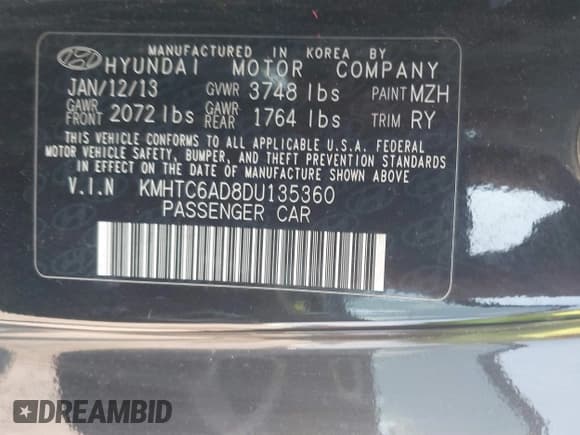 MANUFACTURED IN KOREA BY
HYUNDAI MOTOR COMPANY
JAN/12/13 GVWR 3748 lbs PAINT MZH
GAWR FRONT 2072 lbs GAWR REAR 1764 lbs TRIM RY
THIS VEHICLE CONFORMS TO ALL APPLICABLE U.S.A. FEDERAL
MOTOR VEHICLE SAFETY, BUMPER, AND THEFT PREVENTION STANDARDS
IN EFFECT ON THE DATE OF MANUFACTURE SHOWN ABOVE.
V.I.N KMHTC6AD8DU135360
PASSENGER CAR
DREAMBID